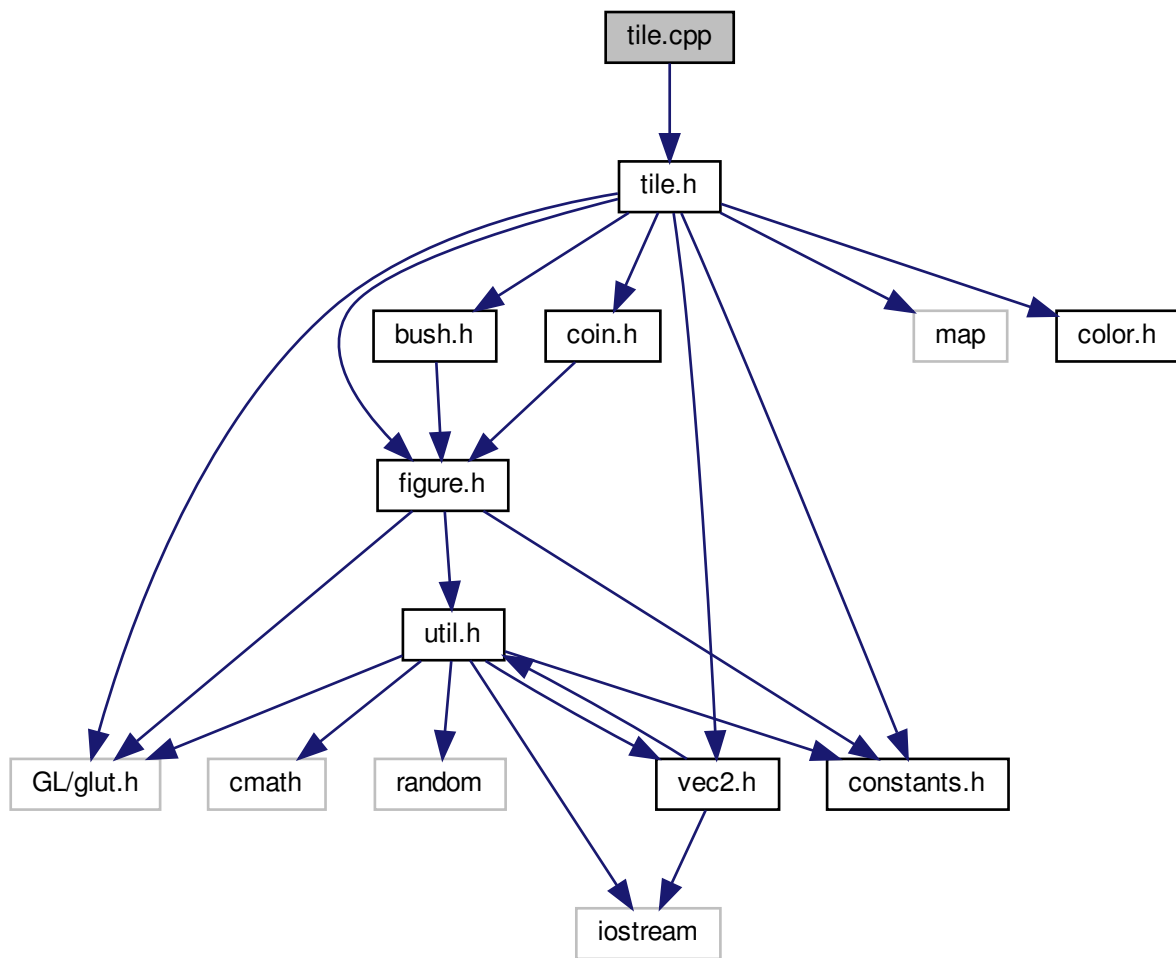 tile.cpp
tile.h
bush.h
coin.h
map
color.h
figure.h
util.h
GL/glut.h
cmath
random
vec2.h
constants.h
iostream